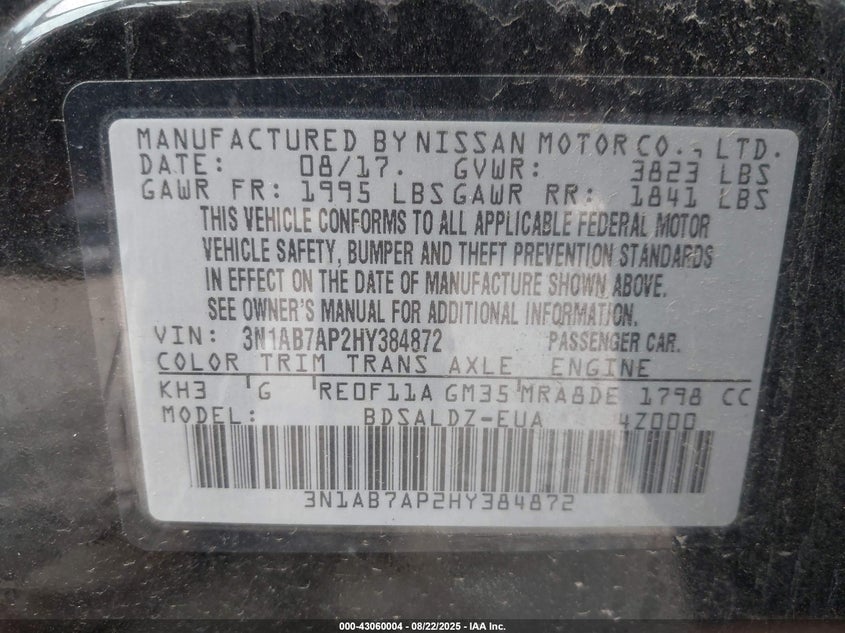 MANUFACTURED BY NISSAN MOTOR CO., LTD.
DATE: 08/17. GVWR: 3823 LBS
GAWR FR: 1995 LBS GAWR RR: 1841 LBS
THIS VEHICLE CONFORMS TO ALL APPLICABLE FEDERAL MOTOR
VEHICLE SAFETY, BUMPER AND THEFT PREVENTION STANDARDS
IN EFFECT ON THE DATE OF MANUFACTURE SHOWN ABOVE.
SEE OWNER'S MANUAL FOR ADDITIONAL INFORMATION.
VIN: 3N1AB7AP2HY384872 PASSENGER CAR.
COLOR TRIM TRANS AXLE ENGINE
KH3 G RE0F11A GM35 MRA8DE 1798 CC
MODEL: BDSALDZ-EUA 4Z000
3N1AB7AP2HY384872
000-43060004 - 08/22/2025 - IAA Inc.